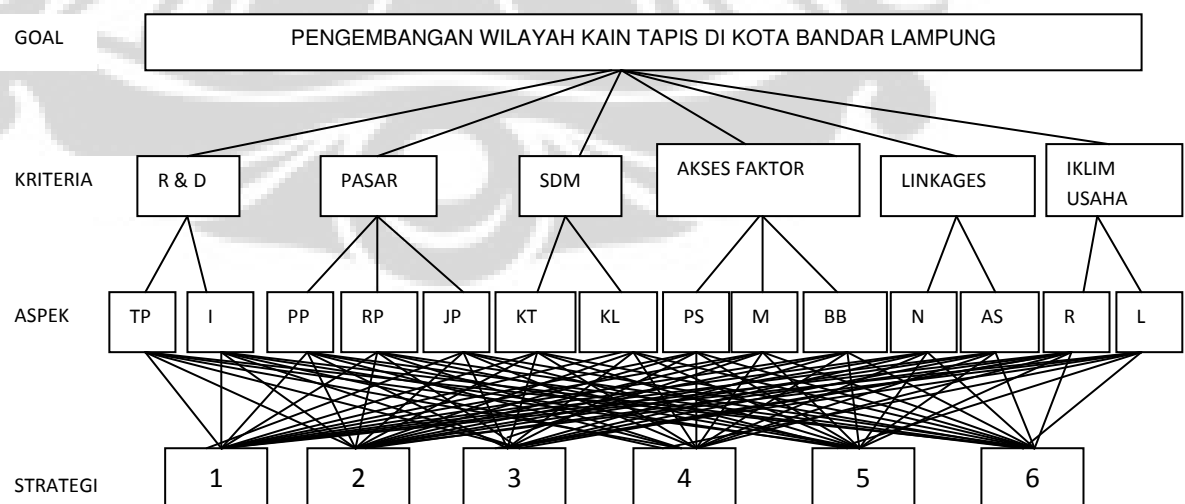 GOAL
PENGEMBANGAN WILAYAH KAIN TAPIS DI KOTA BANDAR LAMPUNG
KRITERIA
R & D
PASAR
SDM
AKSES FAKTOR
LINKAGES
IKLIM
USAHA
ASPEK
TP
I
PP
RP
JP
KT
KL
PS
M
BB
N
AS
R
L
STRATEGI
1
2
3
4
5
6